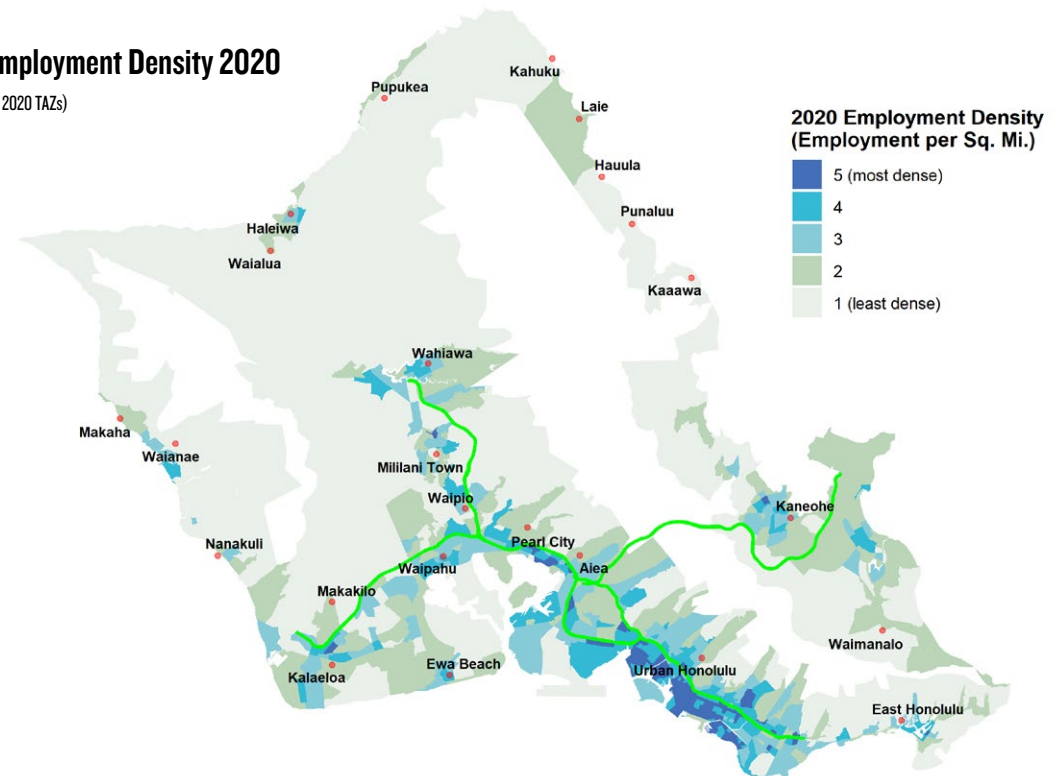 mployment Density 2020
2020 TAZs)
Kahuku
Pupukea
Laie
2020 Employment Density
(Employment per Sq. Mi.)
5 (most dense)
4
3
2
1 (least dense)
Hauula
Punaluu
Haleiwa
Waialua
Kaaawa
Wahiawa
Makaha
Waianae
Mililani Town
Waipio
Kaneohe
Nanakuli
Pearl City
Waipahu
Aiea
Makakilo
Waimanalo
Ewa Beach
Urban Honolulu
Kalaeloa
East Honolulu